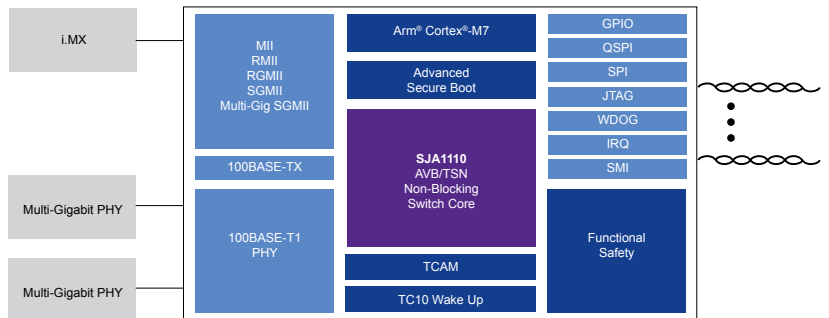 i.MX
Multi-Gigabit PHY
Multi-Gigabit PHY
MII
RMII
RGMII
SGMII
Multi-Gig SGMII
100BASE-TX
100BASE-T1
PHY
Arm® Cortex®-M7
Advanced
Secure Boot
SJA1110
AVB/TSN
Non-Blocking
Switch Core
TCAM
TC10 Wake Up
GPIO
QSPI
SPI
JTAG
WDOG
IRQ
SMI
Functional
Safety